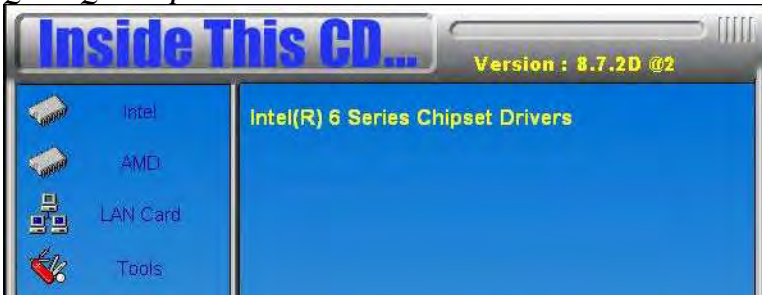 Inside This CD...
Version : 8.7.2D @2
Intel
AMD
LAN Card
Tools
Intel(R) 6 Series Chipset Drivers